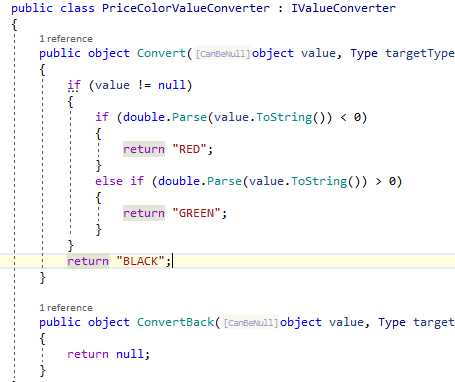 public class PriceColorValueConverter : IValueConverter
{
1 reference
public object Convert([CanBeNull]object value, Type targetType
{
if (value != null)
{
if (double.Parse(value.ToString()) < 0)
{
return "RED";
}
else if (double.Parse(value.ToString()) > 0)
{
return "GREEN";
}
}
return "BLACK";
}
1 reference
public object ConvertBack([CanBeNull]object value, Type target
{
return null;
}